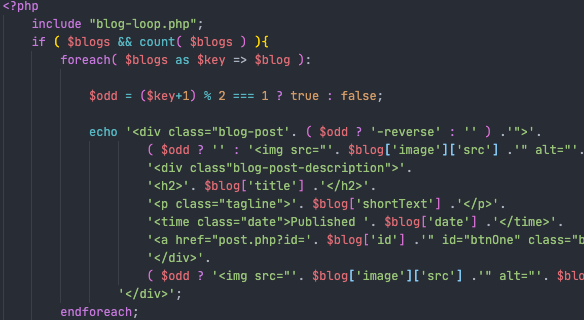 <?php
include "blog-loop.php";
if ( $blogs && count( $blogs ) ){
foreach( $blogs as $key => $blog ):
$odd = ($key+1) % 2 === 1 ? true : false;
echo '<div class="blog-post'. ( $odd ? '-reverse' : '' ) .'">'.
( $odd ? '' : '<img src="'. $blog['image']['src'] .'" alt="'.
'<div class"blog-post-description">'.
'<h2>'. $blog['title'] .'</h2>'.
'<p class="tagline">'. $blog['shortText'] .'</p>'.
'<time class="date">Published '. $blog['date'] .'</time>'.
'<a href="post.php?id='. $blog['id'] .'" id="btnOne" class="b
'</div>'.
( $odd ? '<img src="'. $blog['image']['src'] .'" alt="'. $blo
'</div>';
endforeach;